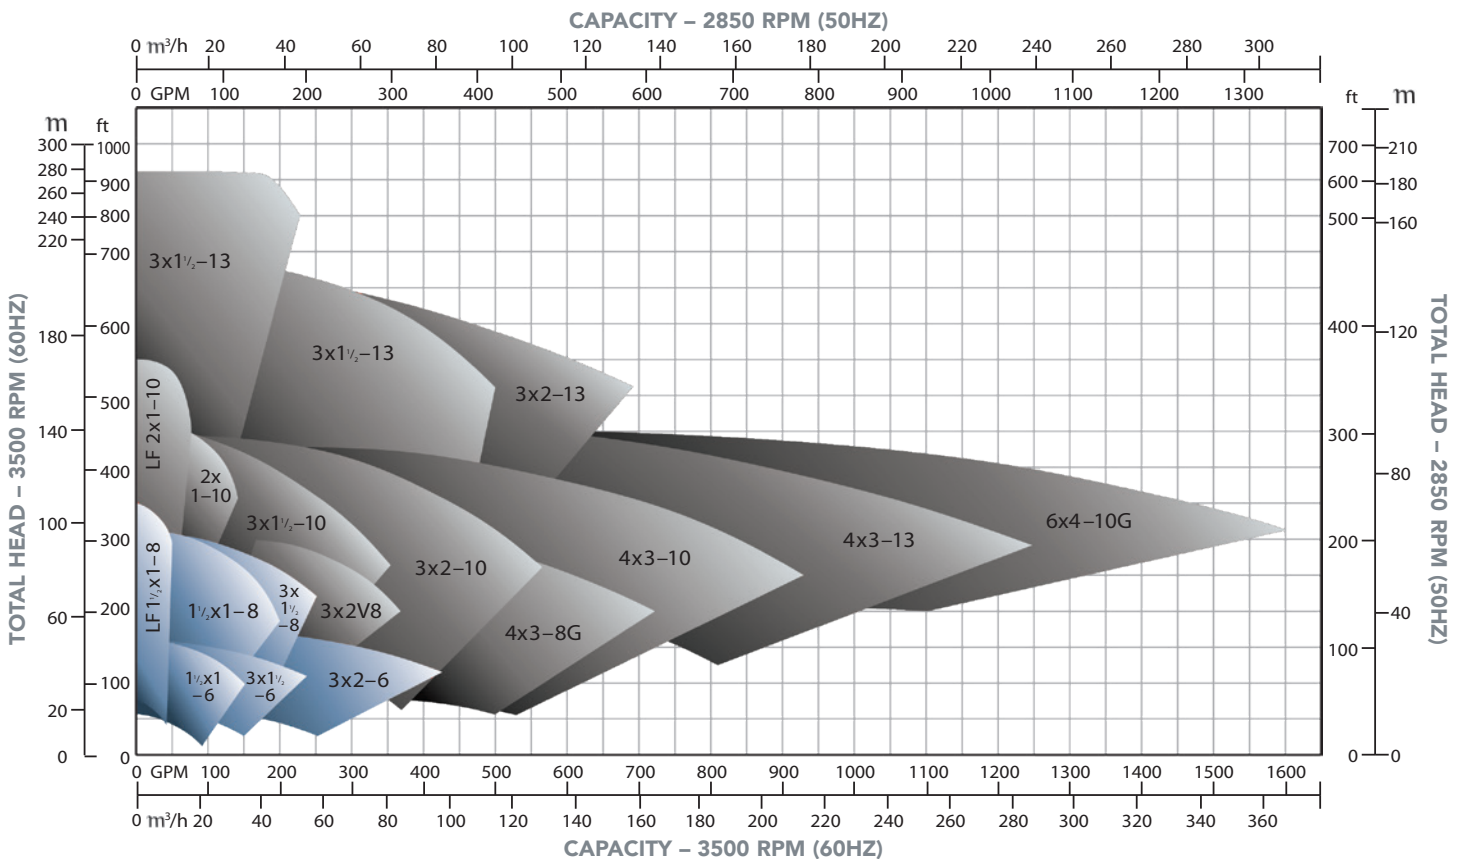 CAPACITY – 2850 RPM (50HZ)
0 m³/h 20 40 60 80 100 120 140 160 180 200 220 240 260 280 300
0 GPM 100 200 300 400 500 600 700 800 900 1000 1100 1200 1300
m ft
ft m
300 1000
280 900
260
240 800
220 700
180 600
500
140
400
100 300
60 200
100
20
0 0
700 210
600 180
500 160
400 120
300
80
200
40
100
0 0
TOTAL HEAD – 3500 RPM (60HZ)
TOTAL HEAD – 2850 RPM (50HZ)
3x1½–13
3x1½–13
3x2–13
LF 2x1–10
2x
1–10
3x1½–10
3x2–10
4x3–10
4x3–13
6x4–10G
LF1½x1–8
1½x1–8
3x
1½
–8
3x2V8
4x3–8G
1½x1
–6
3x1½
–6
3x2–6
0 GPM 100 200 300 400 500 600 700 800 900 1000 1100 1200 1300 1400 1500 1600
0 m³/h 20 40 60 80 100 120 140 160 180 200 220 240 260 280 300 320 340 360
CAPACITY – 3500 RPM (60HZ)